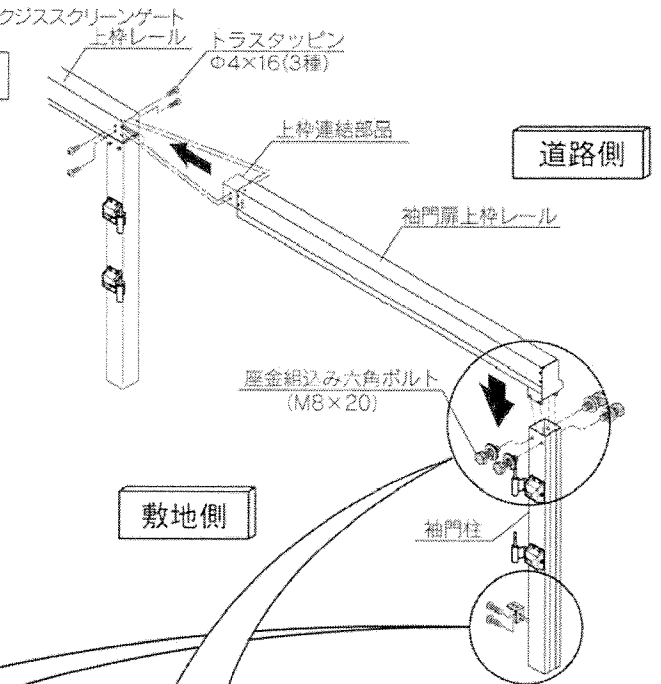 クジススクリーンゲート
上枠レール
トラスタッピン
Φ4×16(3種)
上枠連結部品
道路側
袖門扉上枠レール
座金組込み六角ボルト
(M8×20)
敷地側
袖門柱